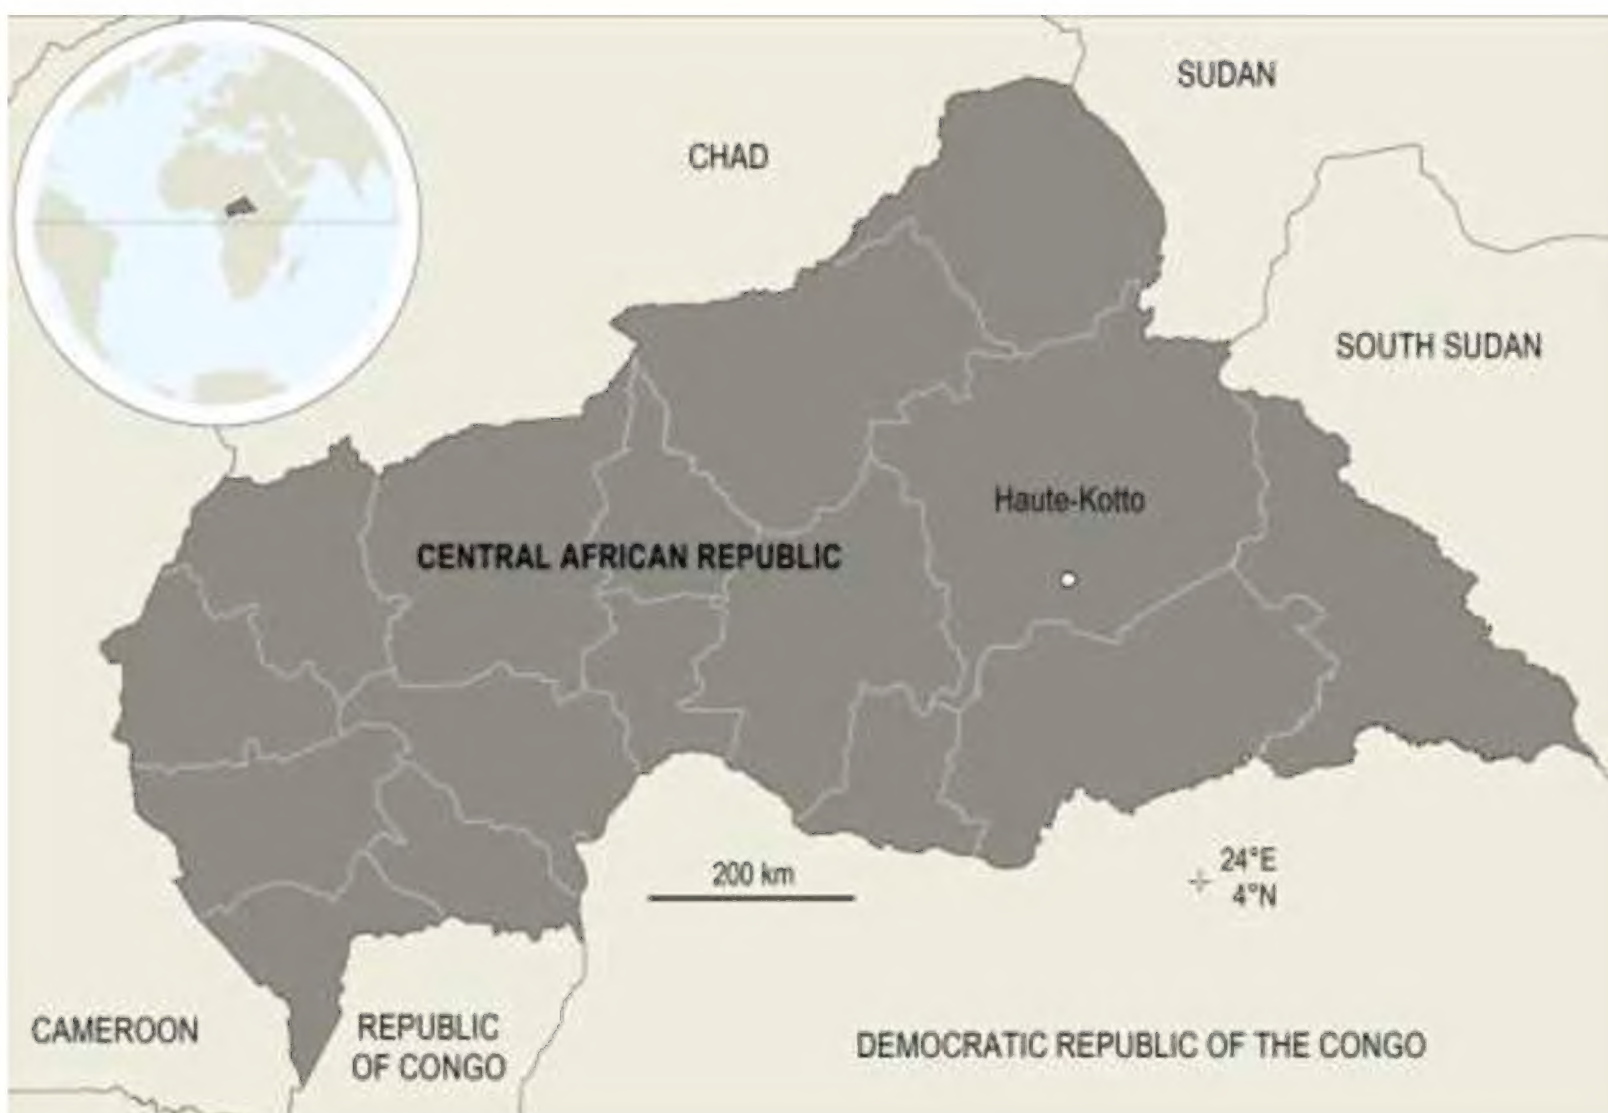 SUDAN
CHAD
SOUTH SUDAN
Haute-Kotto
CENTRAL AFRICAN REPUBLIC
200 km
24°E
4°N
CAMEROON
REPUBLIC
OF CONGO
DEMOCRATIC REPUBLIC OF THE CONGO